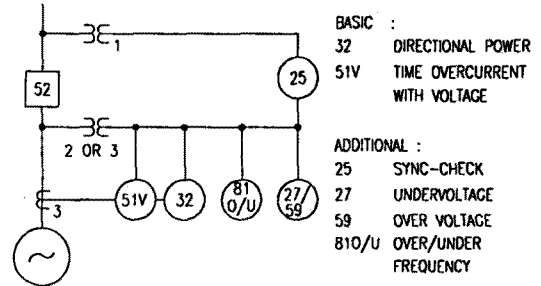 1
52
25
2 OR 3
3
51V
32
81
O/U
27/
59
~
BASIC :
32 DIRECTIONAL POWER
51V TIME OVERCURRENT
WITH VOLTAGE
ADDITIONAL :
25 SYNC-CHECK
27 UNDERVOLTAGE
59 OVER VOLTAGE
81O/U OVER/UNDER
FREQUENCY